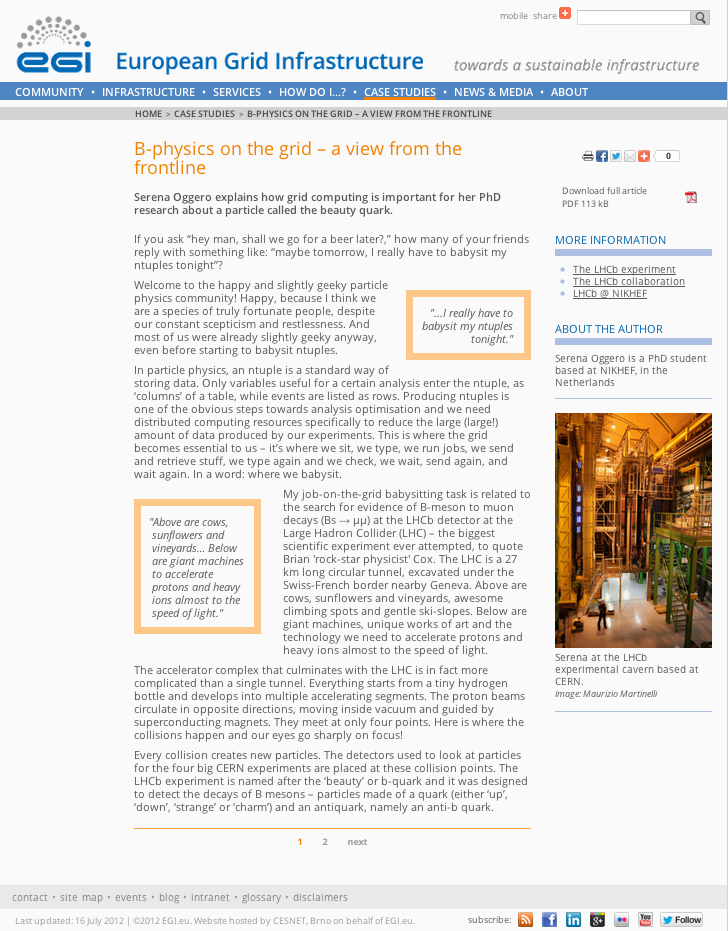 mobile share
0
egi European Grid Infrastructure towards a sustainable infrastructure
COMMUNITY • INFRASTRUCTURE • SERVICES • HOW DO I...? • CASE STUDIES • NEWS & MEDIA • ABOUT
HOME > CASE STUDIES > B-PHYSICS ON THE GRID – A VIEW FROM THE FRONTLINE
B-physics on the grid – a view from the
frontline
Serena Oggero explains how grid computing is important for her PhD
research about a particle called the beauty quark.
If you ask “hey man, shall we go for a beer later?,” how many of your friends
reply with something like: “maybe tomorrow, I really have to babysit my
ntuples tonight”?
Welcome to the happy and slightly geeky particle
physics community! Happy, because I think we
are a species of truly fortunate people, despite
our constant scepticism and restlessness. And
most of us were already slightly geeky anyway,
even before starting to babysit ntuples.
"...I really have to
babysit my ntuples
tonight."
In particle physics, an ntuple is a standard way of
storing data. Only variables useful for a certain analysis enter the ntuple, as
‘columns’ of a table, while events are listed as rows. Producing ntuples is
one of the obvious steps towards analysis optimisation and we need
distributed computing resources specifically to reduce the large (large!)
amount of data produced by our experiments. This is where the grid
becomes essential to us – it’s where we sit, we type, we run jobs, we send
and retrieve stuff, we type again and we check, we wait, send again, and
wait again. In a word: where we babysit.
"Above are cows,
sunflowers and
vineyards... Below
are giant machines
to accelerate
protons and heavy
ions almost to the
speed of light."
My job-on-the-grid babysitting task is related to
the search for evidence of B-meson to muon
decays (Bs → μμ) at the LHCb detector at the
Large Hadron Collider (LHC) – the biggest
scientific experiment ever attempted, to quote
Brian 'rock-star physicist' Cox. The LHC is a 27
km long circular tunnel, excavated under the
Swiss-French border nearby Geneva. Above are
cows, sunflowers and vineyards, awesome
climbing spots and gentle ski-slopes. Below are
giant machines, unique works of art and the
technology we need to accelerate protons and
heavy ions almost to the speed of light.
The accelerator complex that culminates with the LHC is in fact more
complicated than a single tunnel. Everything starts from a tiny hydrogen
bottle and develops into multiple accelerating segments. The proton beams
circulate in opposite directions, moving inside vacuum and guided by
superconducting magnets. They meet at only four points. Here is where the
collisions happen and our eyes go sharply on focus!
Every collision creates new particles. The detectors used to look at particles
for the four big CERN experiments are placed at these collision points. The
LHCb experiment is named after the ‘beauty’ or b-quark and it was designed
to detect the decays of B mesons – particles made of a quark (either ‘up’,
‘down’, ‘strange’ or ‘charm’) and an antiquark, namely an anti-b quark.
1 2 next
Download full article
PDF 113 kB
MORE INFORMATION
The LHCb experiment
The LHCb collaboration
LHCb @ NIKHEF
ABOUT THE AUTHOR
Serena Oggero is a PhD student
based at NIKHEF, in the
Netherlands
Serena at the LHCb
experimental cavern based at
CERN.
Image: Maurizio Martinelli
contact • site map • events • blog • intranet • glossary • disclaimers
Last updated: 16 July 2012 | ©2012 EGI.eu. Website hosted by CESNET, Brno on behalf of EGI.eu.
subscribe: You Tube Follow